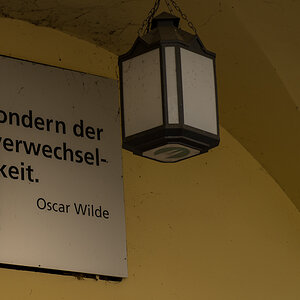 ondern der
verwechsel-
keit.
Oscar Wilde